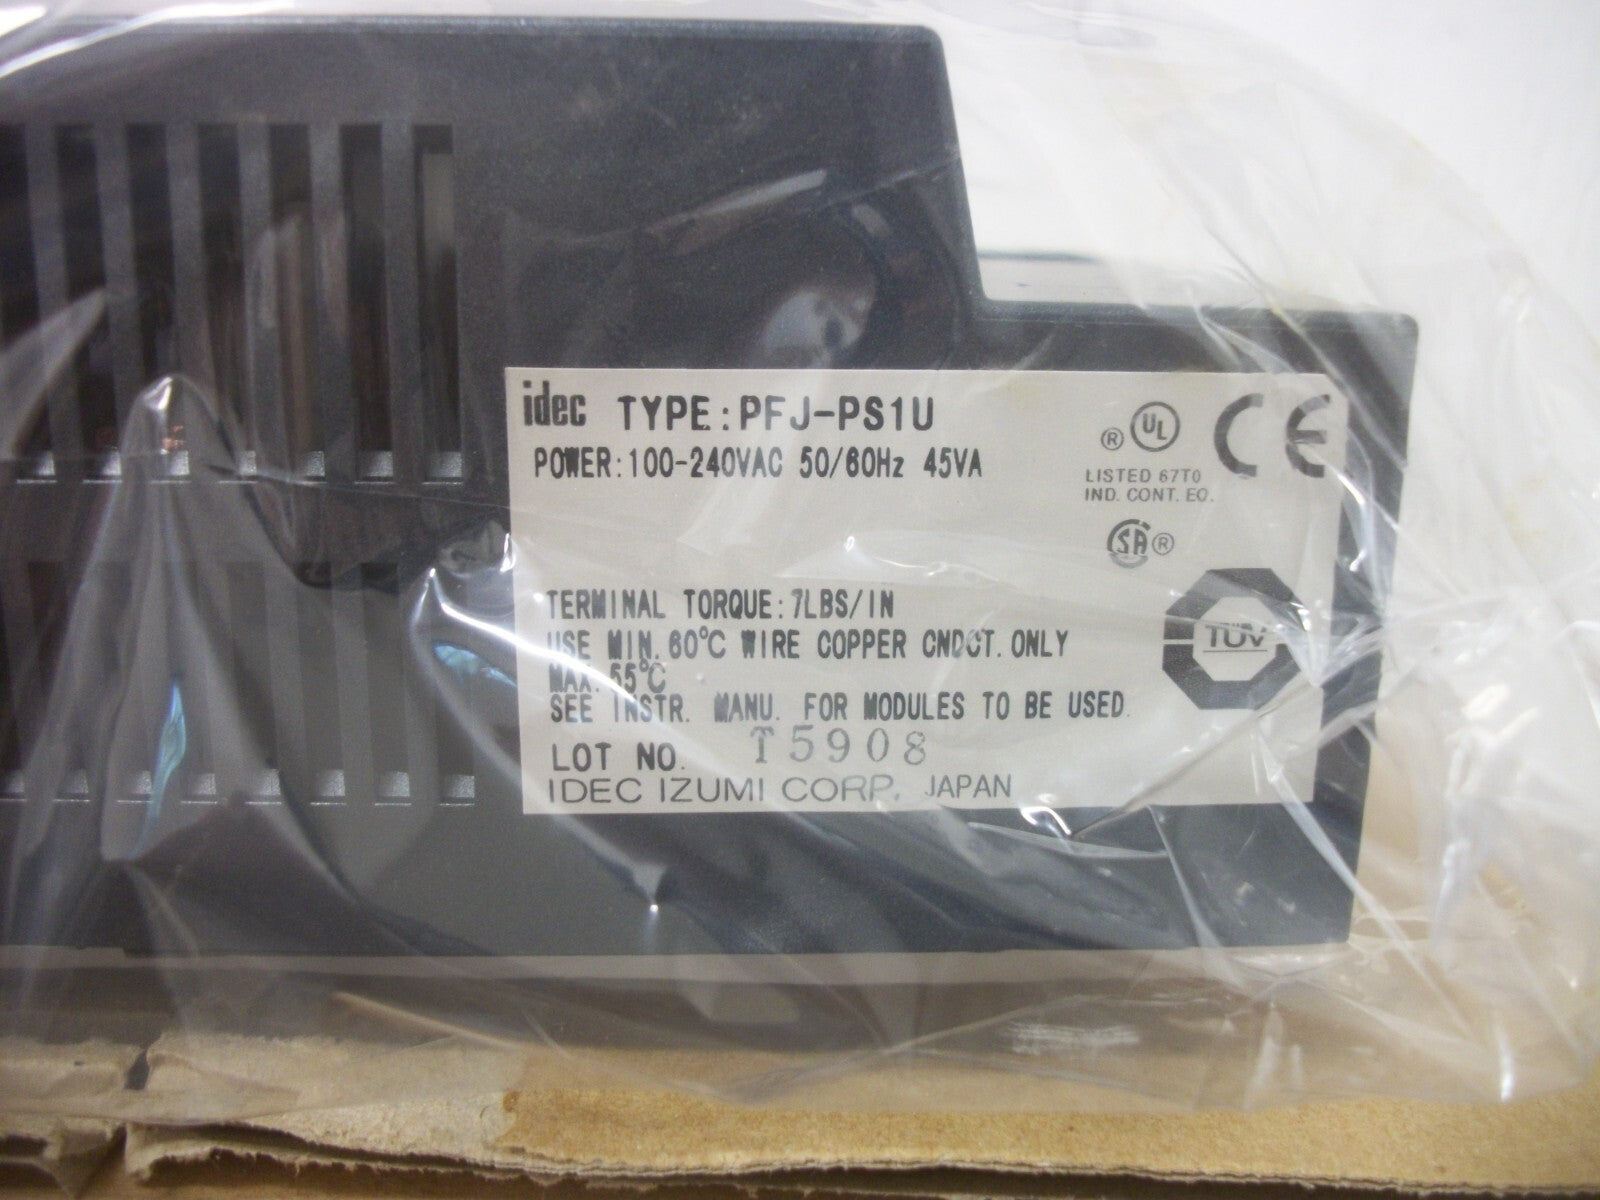 idec TYPE:PFJ-PS1U
POWER:100-240VAC 50/60Hz 45VA
® UL CE
LISTED 67T0
IND. CONT. EQ.
SA ®
TERMINAL TORQUE:7LBS/IN
USE MIN.60°C WIRE COPPER CNDCT.ONLY
MAX.55°C
TÜV
SEE INSTR. MANU. FOR MODULES TO BE USED.
LOT NO. T5908
IDEC IZUMI CORP. JAPAN